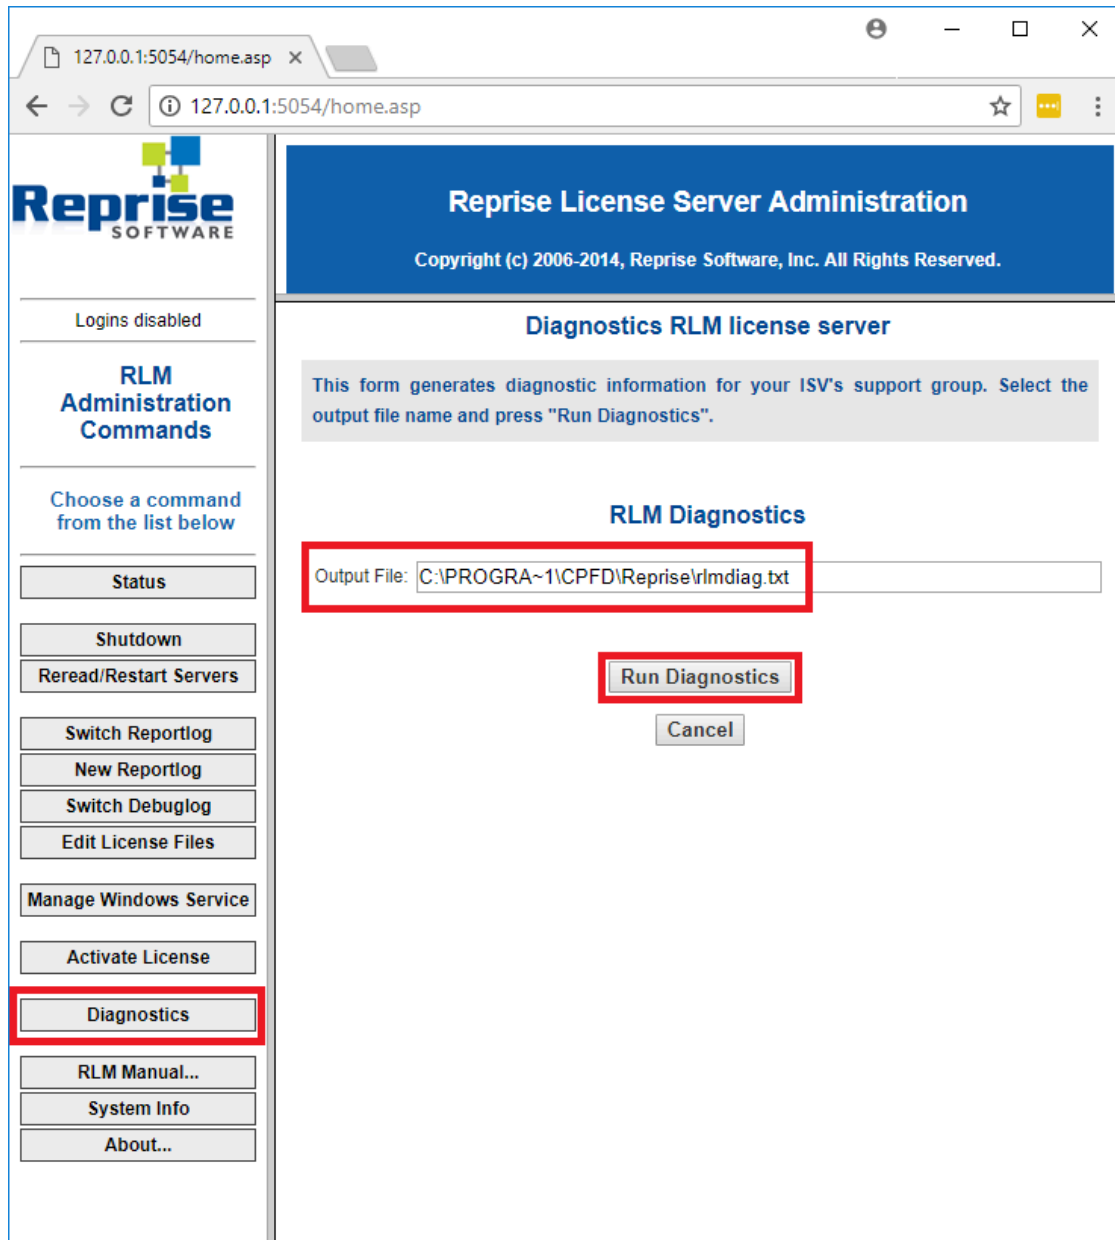 127.0.0.1:5054/home.asp
127.0.0.1:5054/home.asp
Reprise
SOFTWARE
Reprise License Server Administration
Copyright (c) 2006-2014, Reprise Software, Inc. All Rights Reserved.
Logins disabled
RLM
Administration
Commands
Choose a command
from the list below
Status
Shutdown
Reread/Restart Servers
Switch Reportlog
New Reportlog
Switch Debuglog
Edit License Files
Manage Windows Service
Activate License
Diagnostics
RLM Manual...
System Info
About...
Diagnostics RLM license server
This form generates diagnostic information for your ISV's support group. Select the
output file name and press "Run Diagnostics".
RLM Diagnostics
Output File: C:\PROGRA~1\CPFD\Reprise\rlmdiag.txt
Run Diagnostics
Cancel